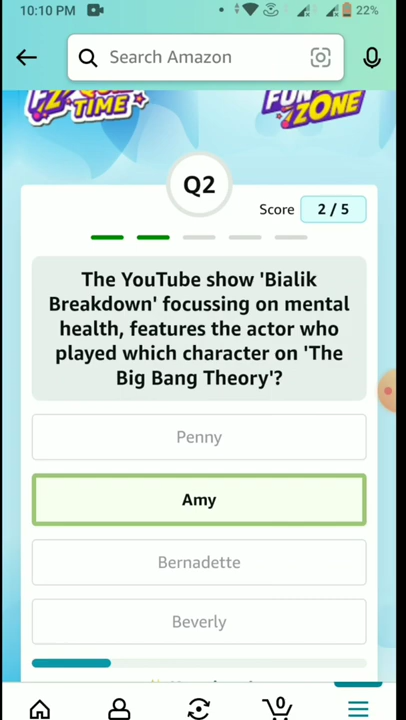 10:10 PM
22%
Search Amazon
TIME
FUN
ZONE
Q2
Score 2 / 5
The YouTube show 'Bialik
Breakdown' focussing on mental
health, features the actor who
played which character on 'The
Big Bang Theory'?
Penny
Amy
Bernadette
Beverly
0